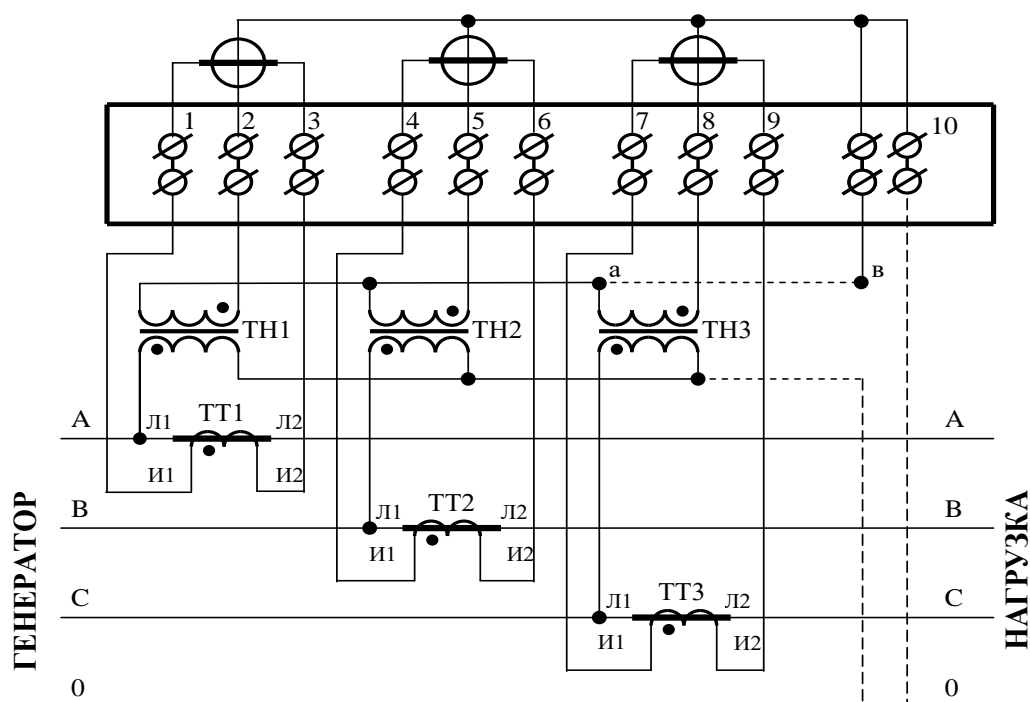 1 2 3 4 5 6 7 8 9 10
а в
ТН1 ТН2 ТН3
А Л1 ТТ1 Л2 А
И1 И2
В Л1 ТТ2 Л2 В
И1 И2
С Л1 ТТ3 Л2 С
И1 И2
0 0
ГЕНЕРАТОР
НАГРУЗКА